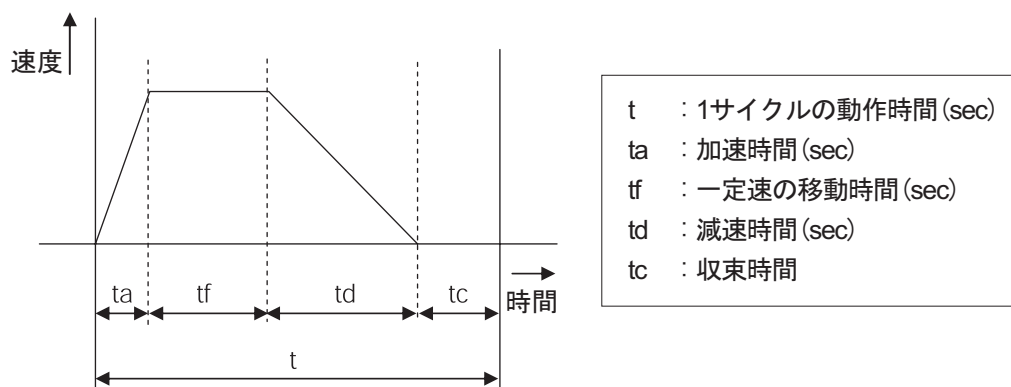 速度
ta
tf
td
tc
時間
t
t : 1サイクルの動作時間(sec)
ta : 加速時間(sec)
tf : 一定速の移動時間(sec)
td : 減速時間(sec)
tc : 収束時間